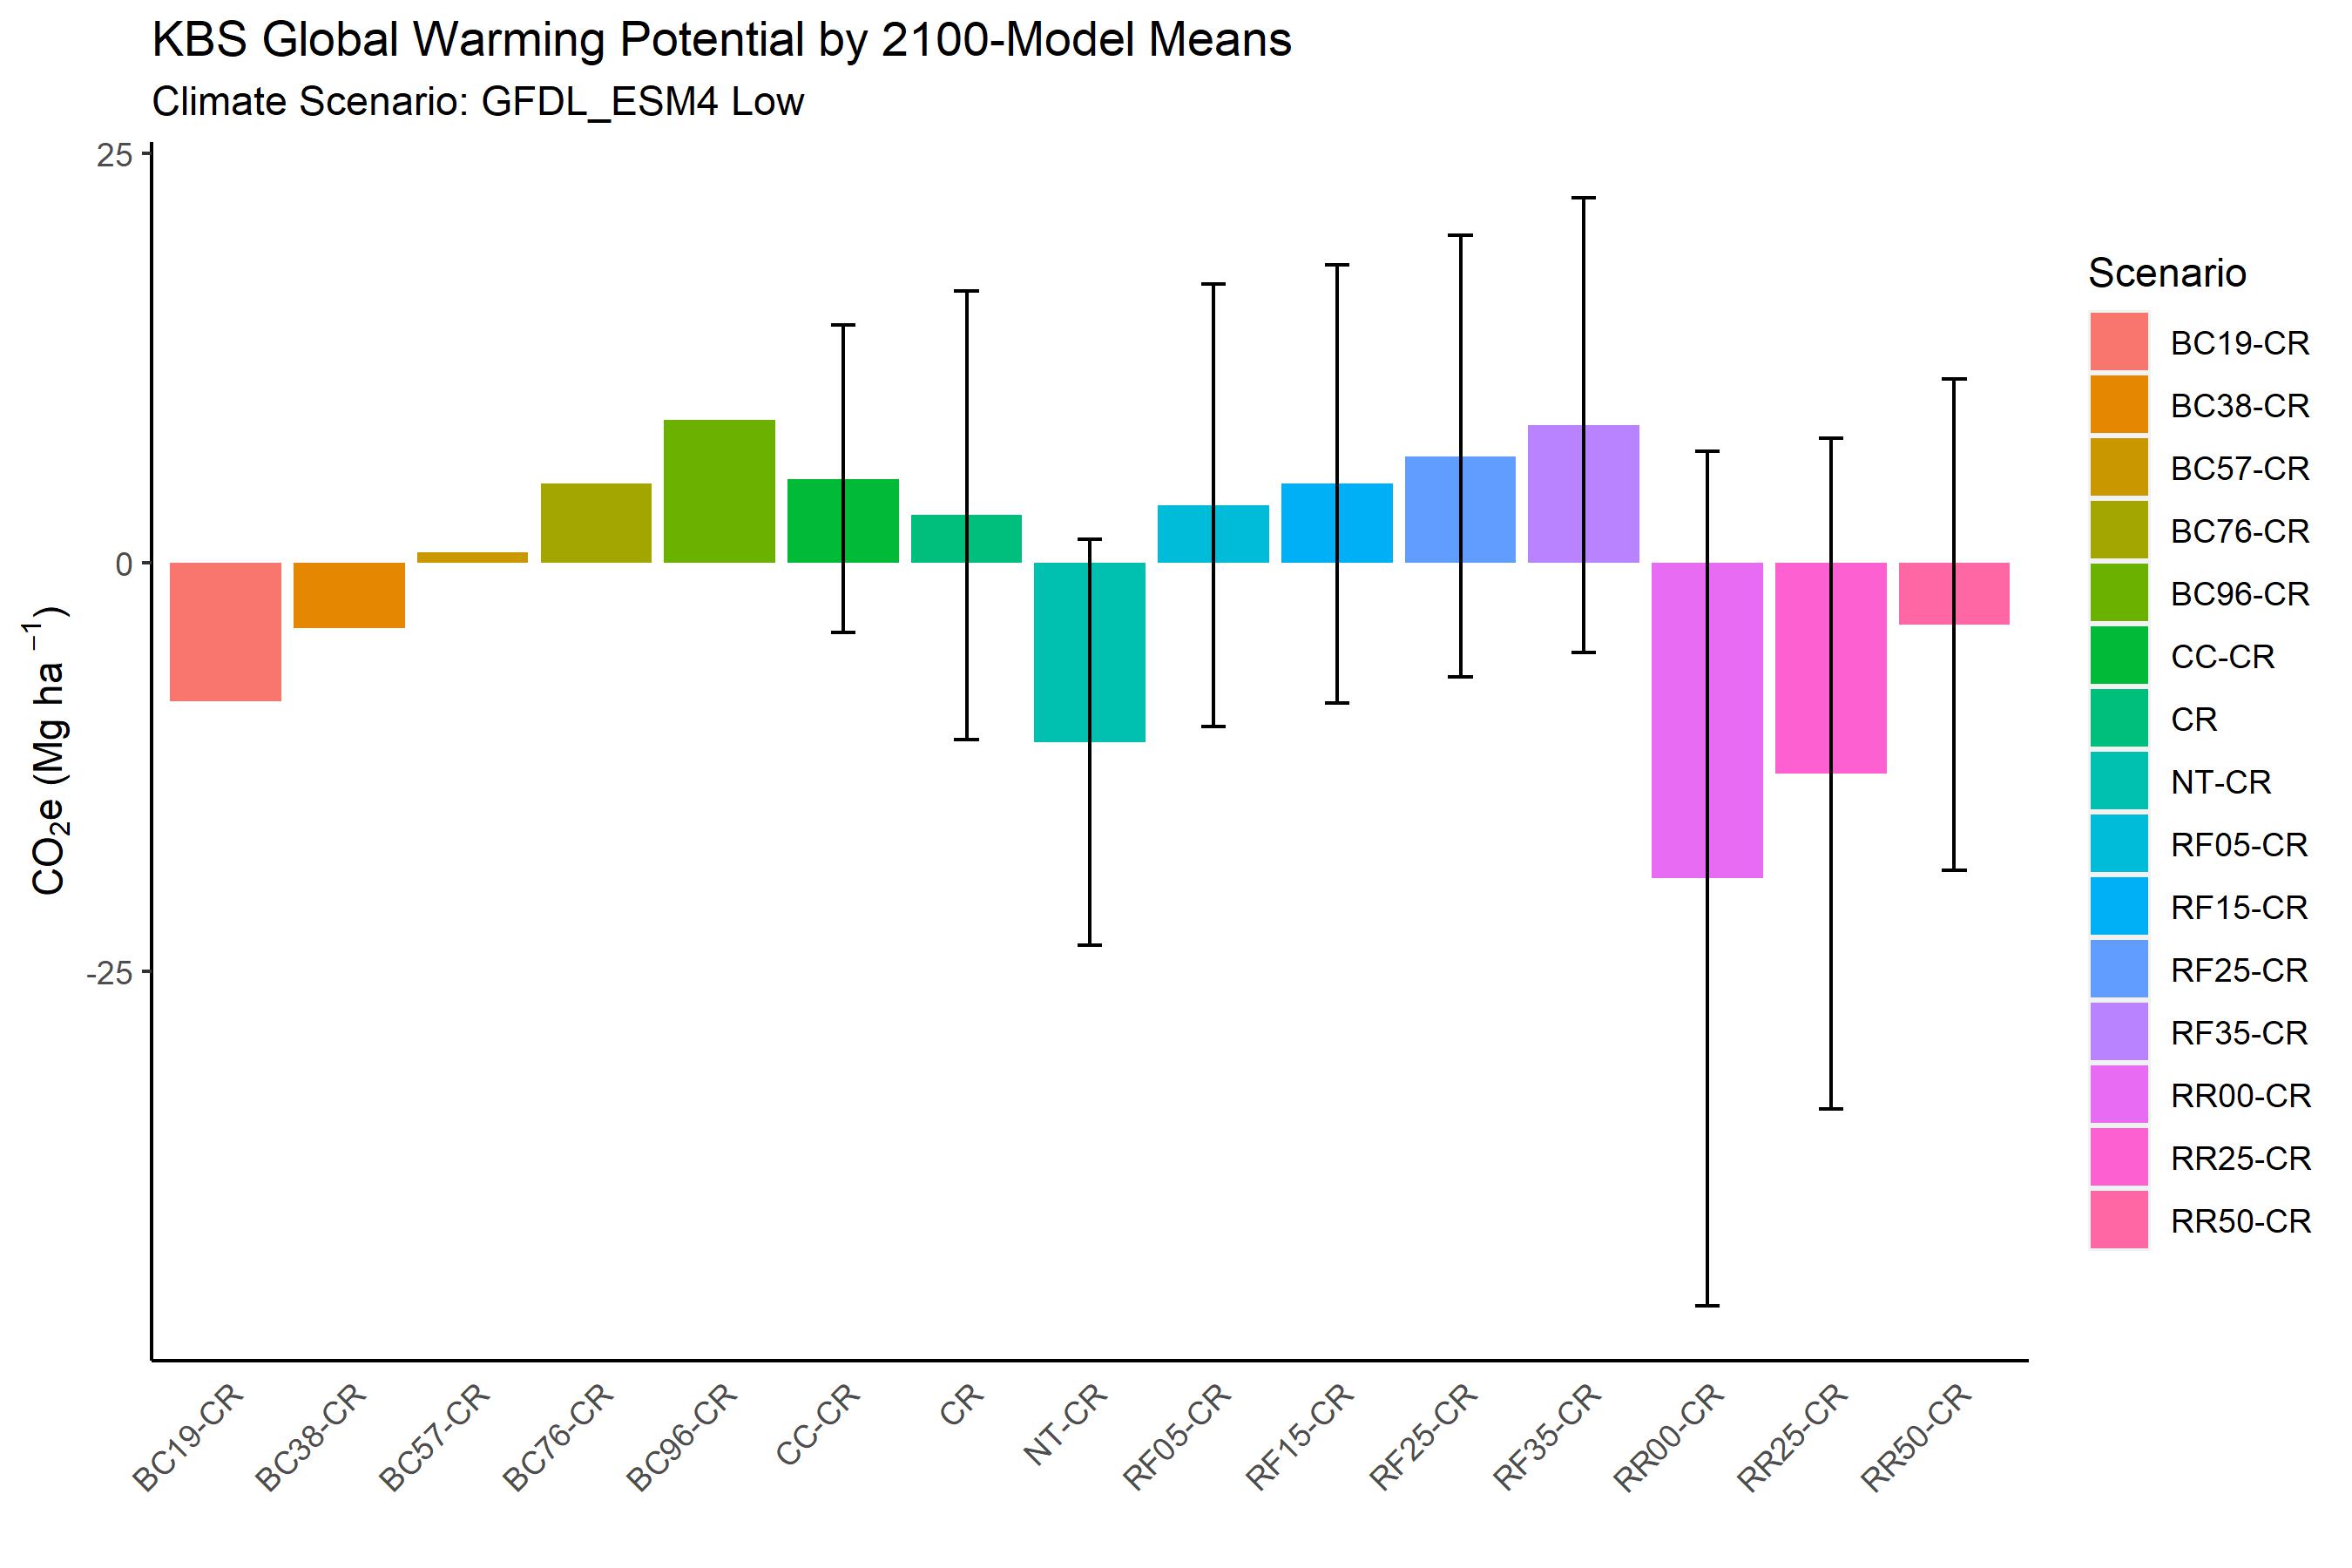 KBS Global Warming Potential by 2100-Model Means
Climate Scenario: GFDL_ESM4 Low
25
0
-25
CO₂e (Mg ha ⁻¹)
BC19-CR
BC38-CR
BC57-CR
BC76-CR
BC96-CR
CC-CR
CR
NT-CR
RF05-CR
RF15-CR
RF25-CR
RF35-CR
RR00-CR
RR25-CR
RR50-CR
Scenario
BC19-CR
BC38-CR
BC57-CR
BC76-CR
BC96-CR
CC-CR
CR
NT-CR
RF05-CR
RF15-CR
RF25-CR
RF35-CR
RR00-CR
RR25-CR
RR50-CR